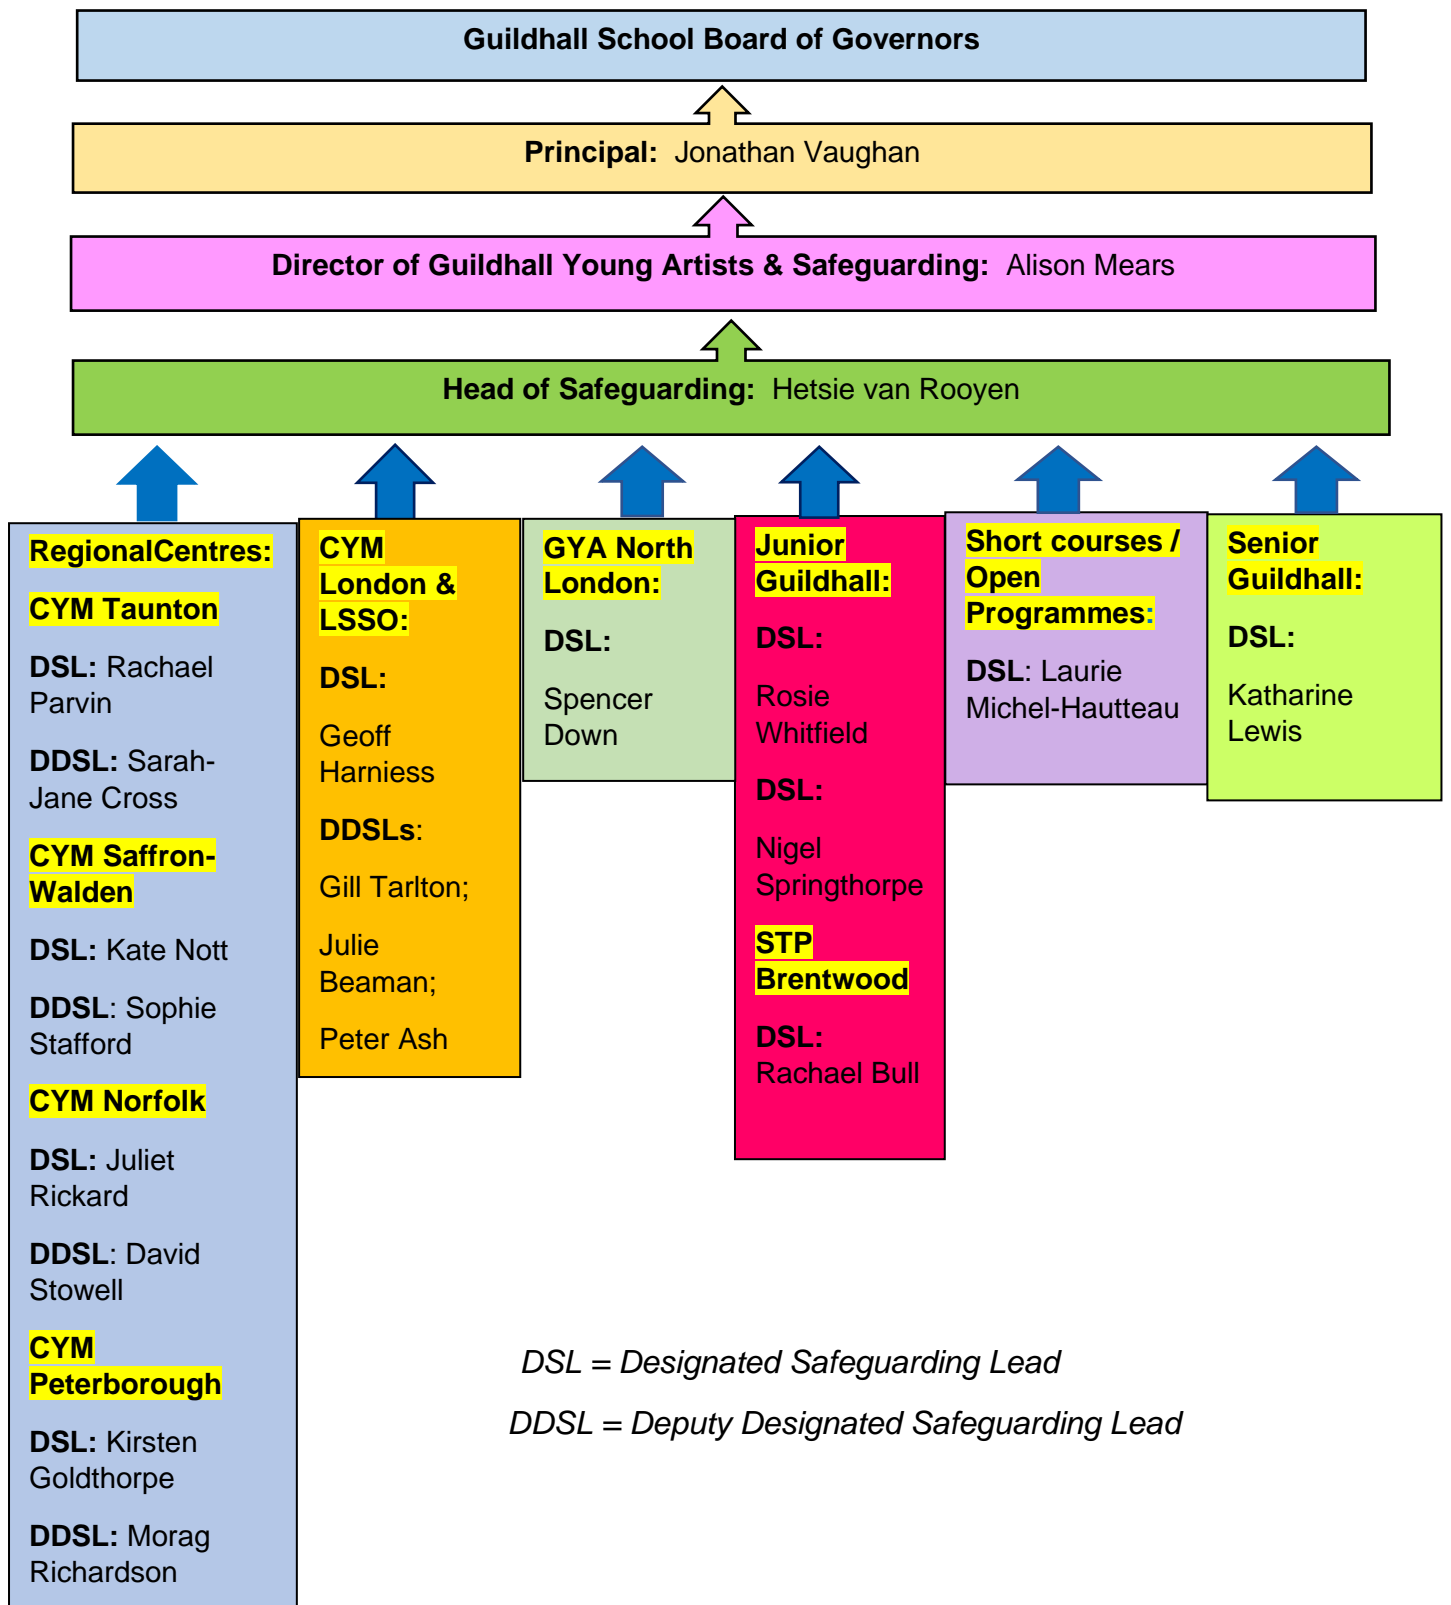 Guildhall School Board of Governors
Principal: Jonathan Vaughan
Director of Guildhall Young Artists & Safeguarding: Alison Mears
Head of Safeguarding: Hetsie van Rooyen
RegionalCentres:
CYM Taunton
DSL: Rachael
Parvin
DDSL: Sarah-
Jane Cross
CYM Saffron-
Walden
DSL: Kate Nott
DDSL: Sophie
Stafford
CYM Norfolk
DSL: Juliet
Rickard
DDSL: David
Stowell
CYM
Peterborough
DSL: Kirsten
Goldthorpe
DDSL: Morag
Richardson
CYM
London &
LSSO:
DSL:
Geoff
Harniess
DDSLs:
Gill Tarlton;
Julie
Beaman;
Peter Ash
GYA North
London:
DSL:
Spencer
Down
Junior
Guildhall:
DSL:
Rosie
Whitfield
DSL:
Nigel
Springthorpe
STP
Brentwood
DSL:
Rachael Bull
Short courses /
Open
Programmes:
DSL: Laurie
Michel-Hautteau
Senior
Guildhall:
DSL:
Katharine
Lewis
DSL = Designated Safeguarding Lead
DDSL = Deputy Designated Safeguarding Lead